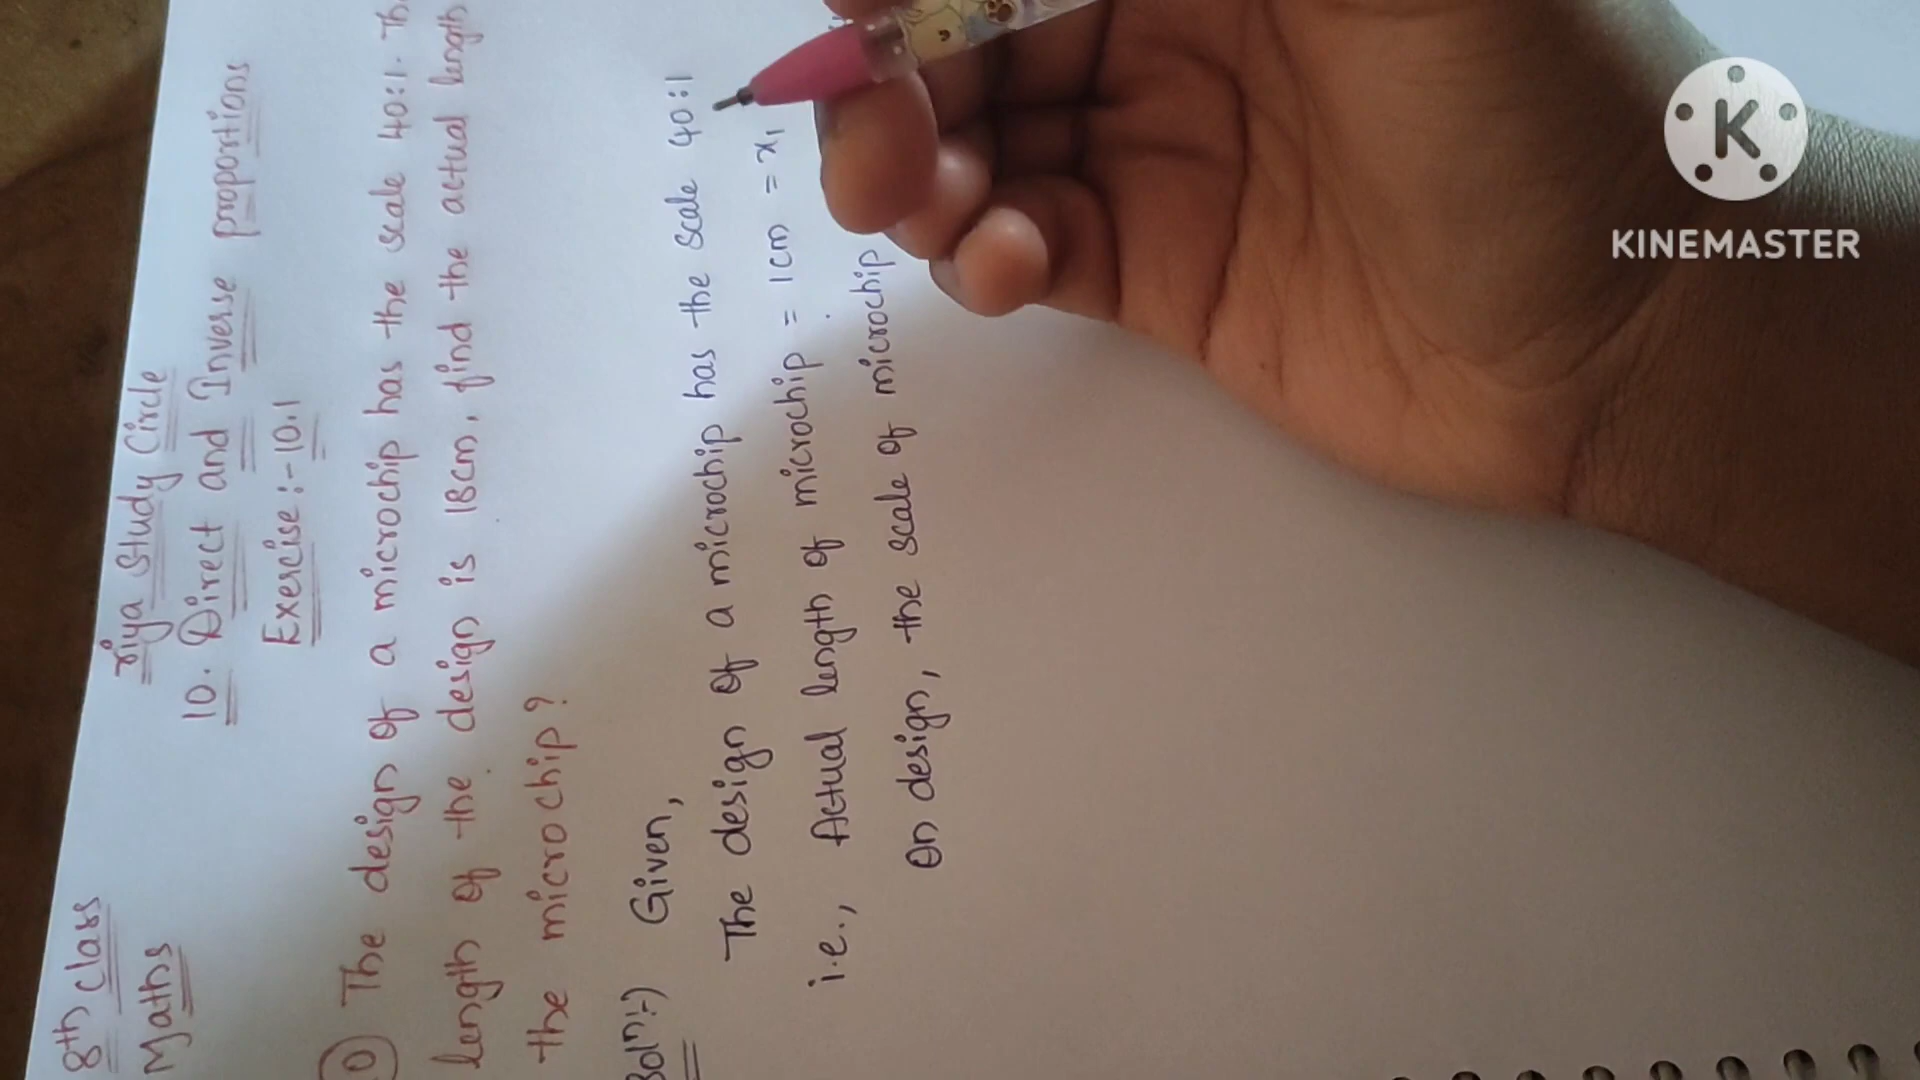 riya Study Circle
8th class
10. Direct and Inverse proportions
Maths
Exercise:-10.1
The design of a microchip has the scale 40:1.
length of the design is 18cm, find the actual length
the microchip?
Given,
The design of a microchip has the scale 40:1
i.e., Actual length of microchip = 1cm = x₁
On design, the scale of microchip
K
KINEMASTER